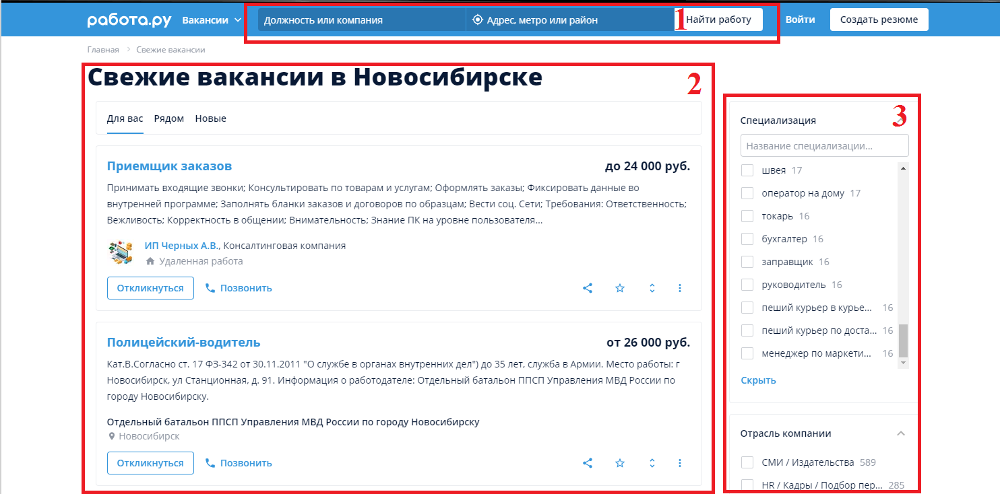 работа.ру Вакансии Должность или компания Адрес, метро или район 1 Найти работу Войти Создать резюме
Главная Свежие вакансии
Свежие вакансии в Новосибирске 2
Для вас Рядом Новые
Приемщик заказов до 24 000 руб.
Принимать входящие звонки; Консультировать по товарам и услугам; Оформлять заказы; Фиксировать данные во
внутренней программе; Заполнять бланки заказов и договоров по образцам; Вести соц. Сети; Требования: Ответственность;
Вежливость; Корректность в общении; Внимательность; Знание ПК на уровне пользователя...
ИП Черных А.В., Консалтинговая компания
Удаленная работа
Откликнуться Позвонить
Полицейский-водитель от 26 000 руб.
Кат.В.Согласно ст. 17 ФЗ-342 от 30.11.2011 "О службе в органах внутренних дел") до 35 лет, служба в Армии. Место работы: г
Новосибирск, ул Станционная, д. 91. Информация о работодателе: Отдельный батальон ППСП Управления МВД России по
городу Новосибирску.
Отдельный батальон ППСП Управления МВД России по городу Новосибирску
Новосибирск
Откликнуться Позвонить
3
Специализация
Название специализации...
швея 17
оператор на дому 17
токарь 16
бухгалтер 16
заправщик 16
руководитель 16
пеший курьер в курье... 16
пеший курьер по доста... 16
менеджер по маркети... 16
Скрыть
Отрасль компании
СМИ / Издательства 589
HR / Кадры / Подбор пер... 285